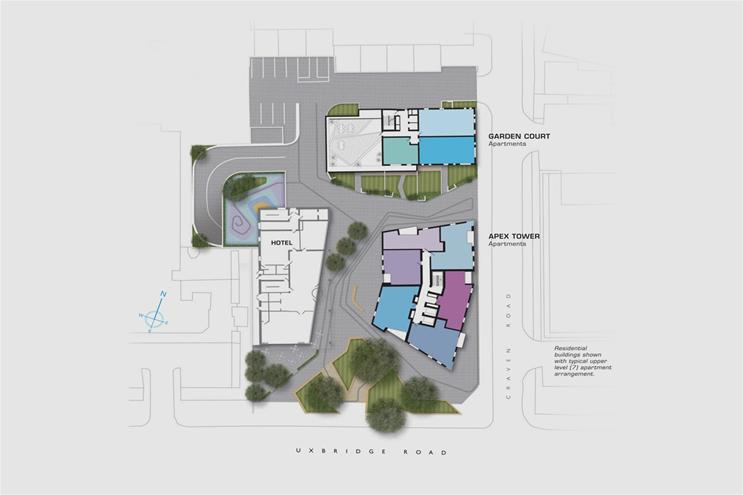 GARDEN COURT
Apartments
APEX TOWER
Apartments
HOTEL
N
W
E
S
CRAVEN ROAD
Residential
buildings shown
with typical upper
level (7) apartment
arrangement.
UXBRIDGE ROAD